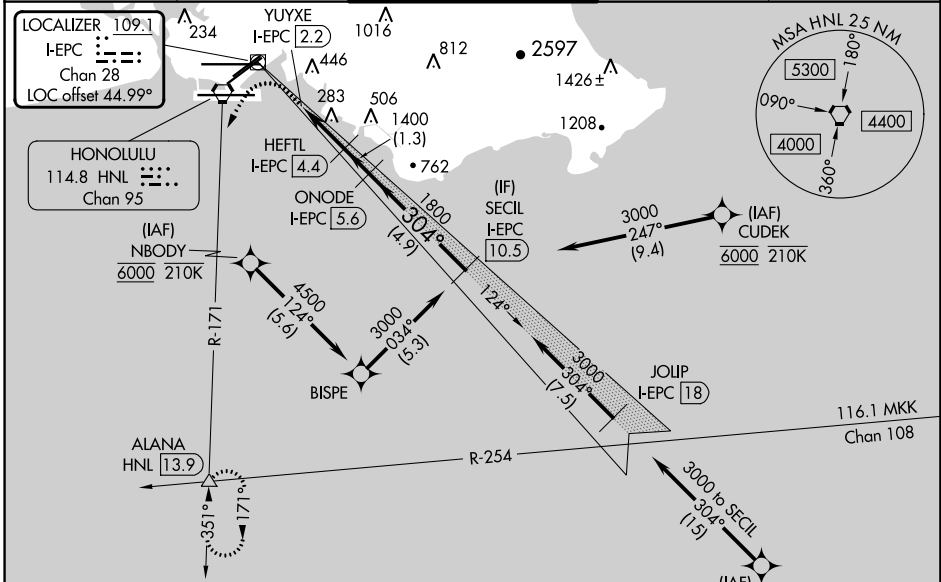 LOCALIZER 109.1
I-EPC
Chan 28
LOC offset 44.99°
234
YUYXE
I-EPC 2.2
1016
446
812
2597
1426±
283
506
1400
(1.3)
1208
762
MSA HNL 25 NM
180°
5300
090°
4400
4000
360°
HONOLULU
114.8 HNL
Chan 95
HEFTL
I-EPC 4.4
ONODE
I-EPC 5.6
1800
304°
(4.9)
(IF)
SECIL
I-EPC
10.5
3000
247°
(9.4)
(IAF)
CUDEK
6000 210K
(IAF)
NBODY
6000 210K
4500
124°
(5.6)
3000
034°
(5.3)
BISPE
124°
3000
304°
(7.5)
JOLIP
I-EPC 18
R-171
116.1 MKK
Chan 108
R-254
ALANA
HNL 13.9
351°
171°
3000 to SECIL
304°
(15)
(IAF)